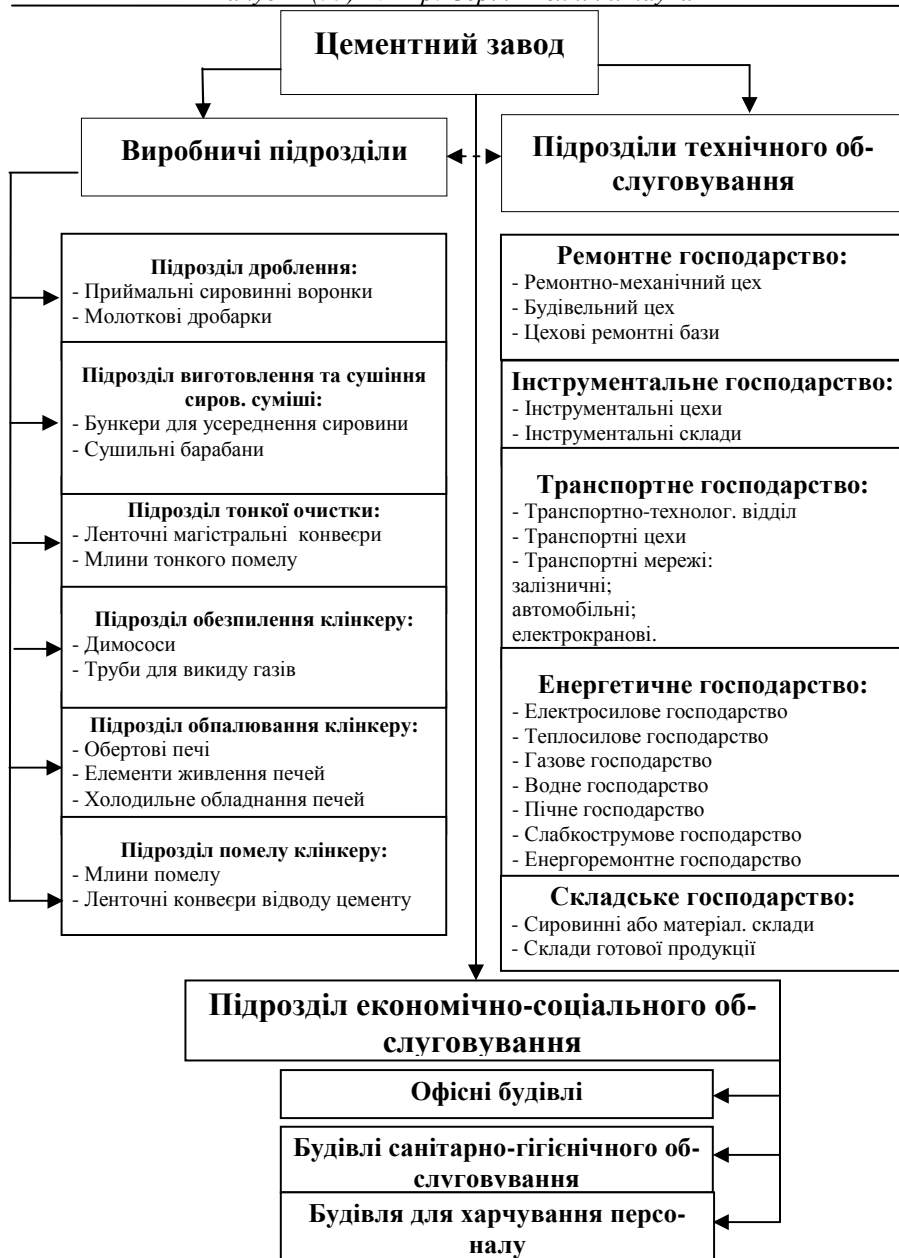 Цементний завод
Виробничі підрозділи
Підрозділи технічного об-
слуговування
Підрозділ дроблення:
- Приймальні сировинні воронки
- Молоткові дробарки
Підрозділ виготовлення та сушіння
сиров. суміші:
- Бункери для усереднення сировини
- Сушильні барабани
Підрозділ тонкої очистки:
- Ленточні магістральні конвеєри
- Млини тонкого помелу
Підрозділ обезпилення клінкеру:
- Димососи
- Труби для викиду газів
Підрозділ обпалювання клінкеру:
- Обертові печі
- Елементи живлення печей
- Холодильне обладнання печей
Підрозділ помелу клінкеру:
- Млини помелу
- Ленточні конвеєри відводу цементу
Ремонтне господарство:
- Ремонтно-механічний цех
- Будівельний цех
- Цехові ремонтні бази
Інструментальне господарство:
- Інструментальні цехи
- Інструментальні склади
Транспортне господарство:
- Транспортно-технолог. відділ
- Транспортні цехи
- Транспортні мережі:
залізничні;
автомобільні;
електрокранові.
Енергетичне господарство:
- Електросилове господарство
- Теплосилове господарство
- Газове господарство
- Водне господарство
- Пічне господарство
- Слабкострумове господарство
- Енергоремонтне господарство
Складське господарство:
- Сировинні або матеріал. склади
- Склади готової продукції
Підрозділ економічно-соціального об-
слуговування
Офісні будівлі
Будівлі санітарно-гігієнічного об-
слуговування
Будівля для харчування персо-
налу